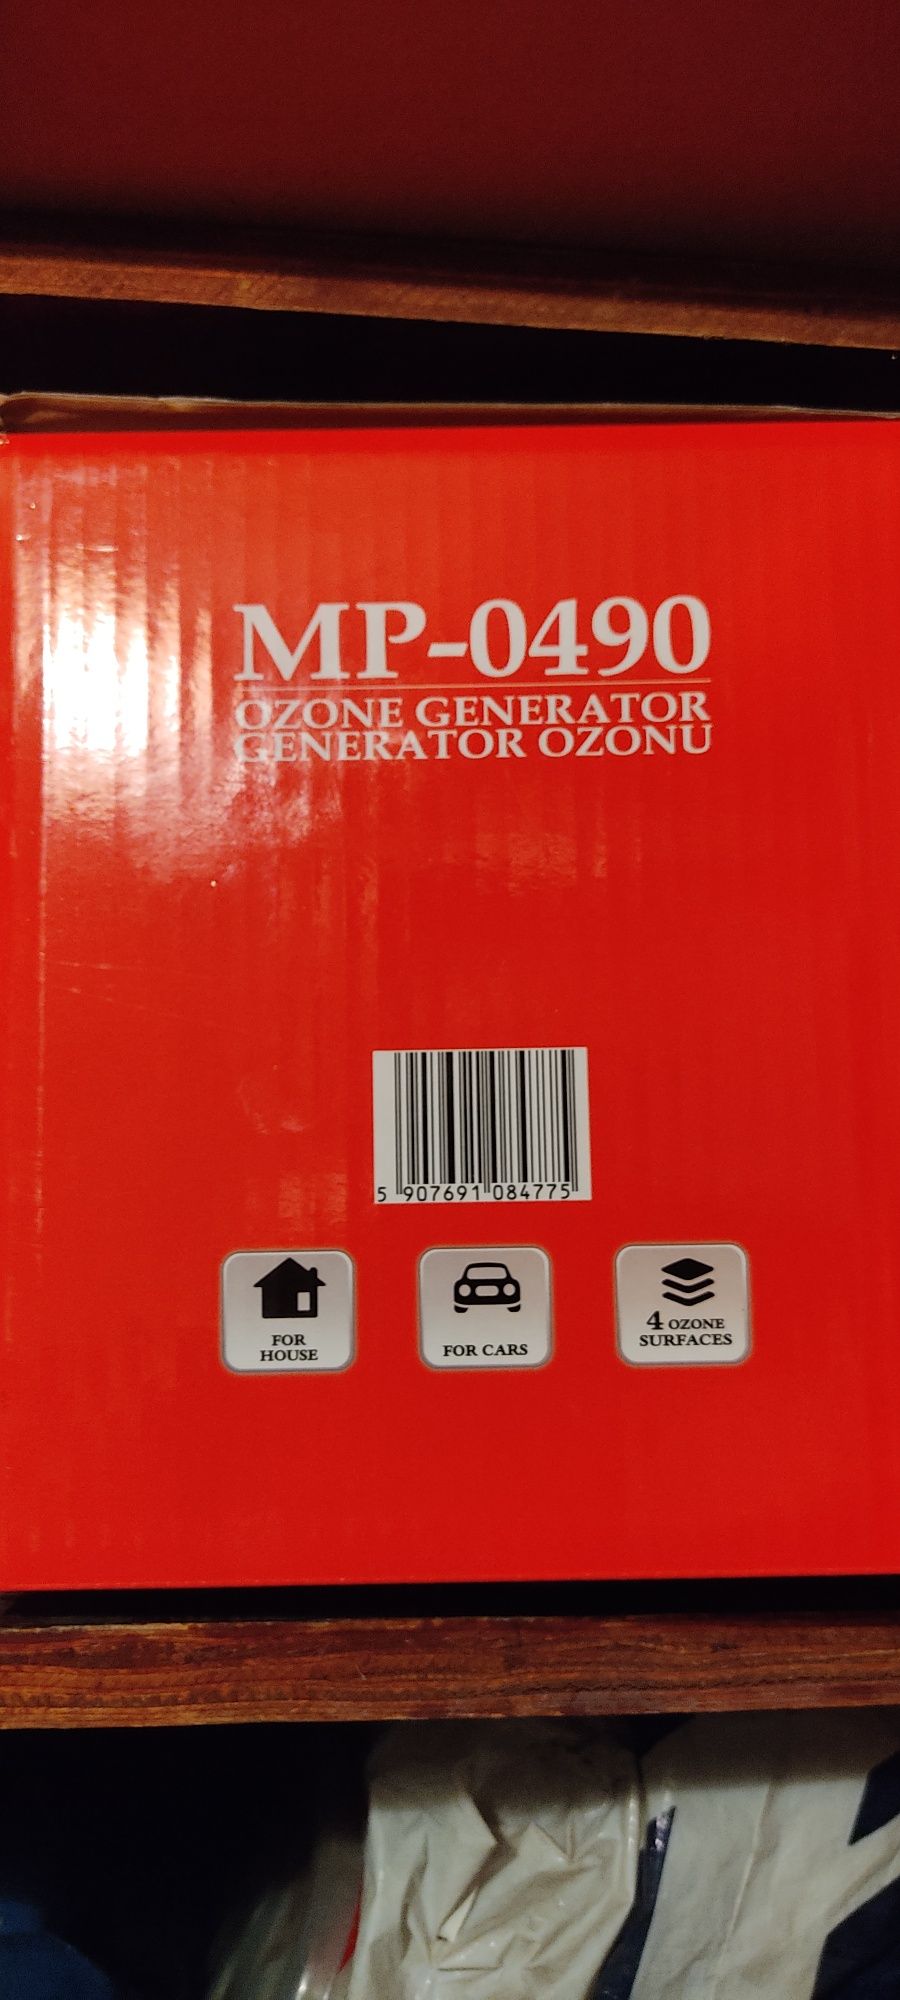 MP-0490
OZONE GENERATOR
GENERATOR OZONU
5 907691 084775
FOR
HOUSE
FOR CARS
4 OZONE
SURFACES